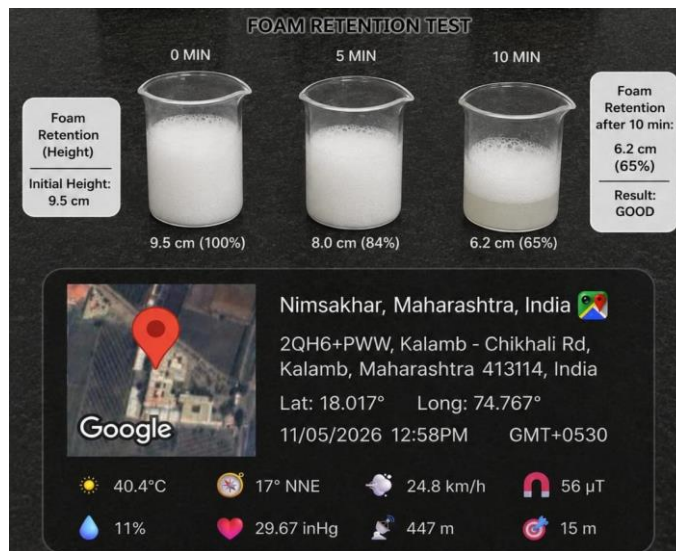 FOAM RETENTION TEST
0 MIN
5 MIN
10 MIN
Foam
Retention
(Height)
Initial Height:
9.5 cm
Foam
Retention
after 10 min:
6.2 cm
(65%)
Result:
GOOD
9.5 cm (100%)
8.0 cm (84%)
6.2 cm (65%)
Nimsakhar, Maharashtra, India
2QH6+PWW, Kalamb - Chikhali Rd,
Kalamb, Maharashtra 413114, India
Lat: 18.017° Long: 74.767°
11/05/2026 12:58PM GMT+0530
Google
40.4°C 17° NNE 24.8 km/h 56 µT
11% 29.67 inHg 447 m 15 m